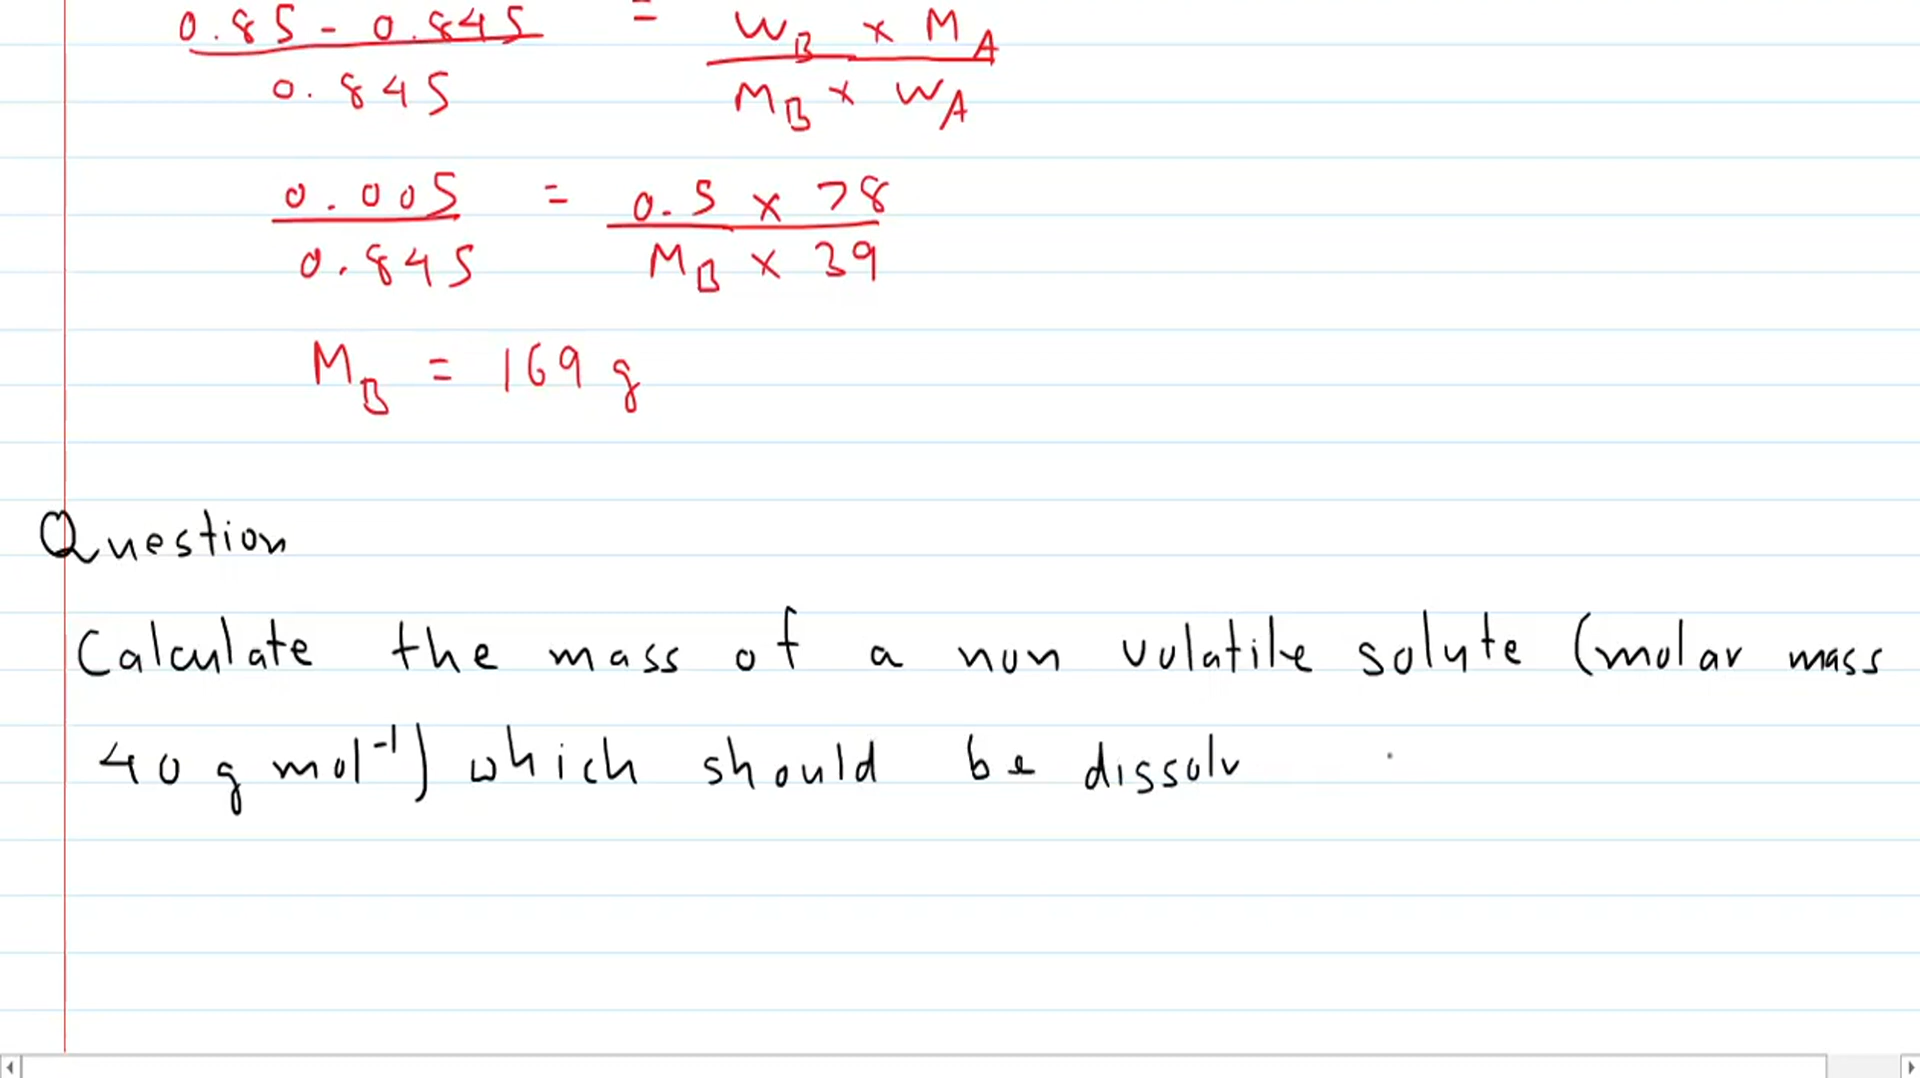 0.85 - 0.845 = W_B x M_A
0.845 M_B x W_A
0.005 = 0.5 x 78
0.845 M_B x 39
M_B = 169 g
Question
Calculate the mass of a non volatile solute (molar mass
40 g mol⁻¹) which should be dissolv